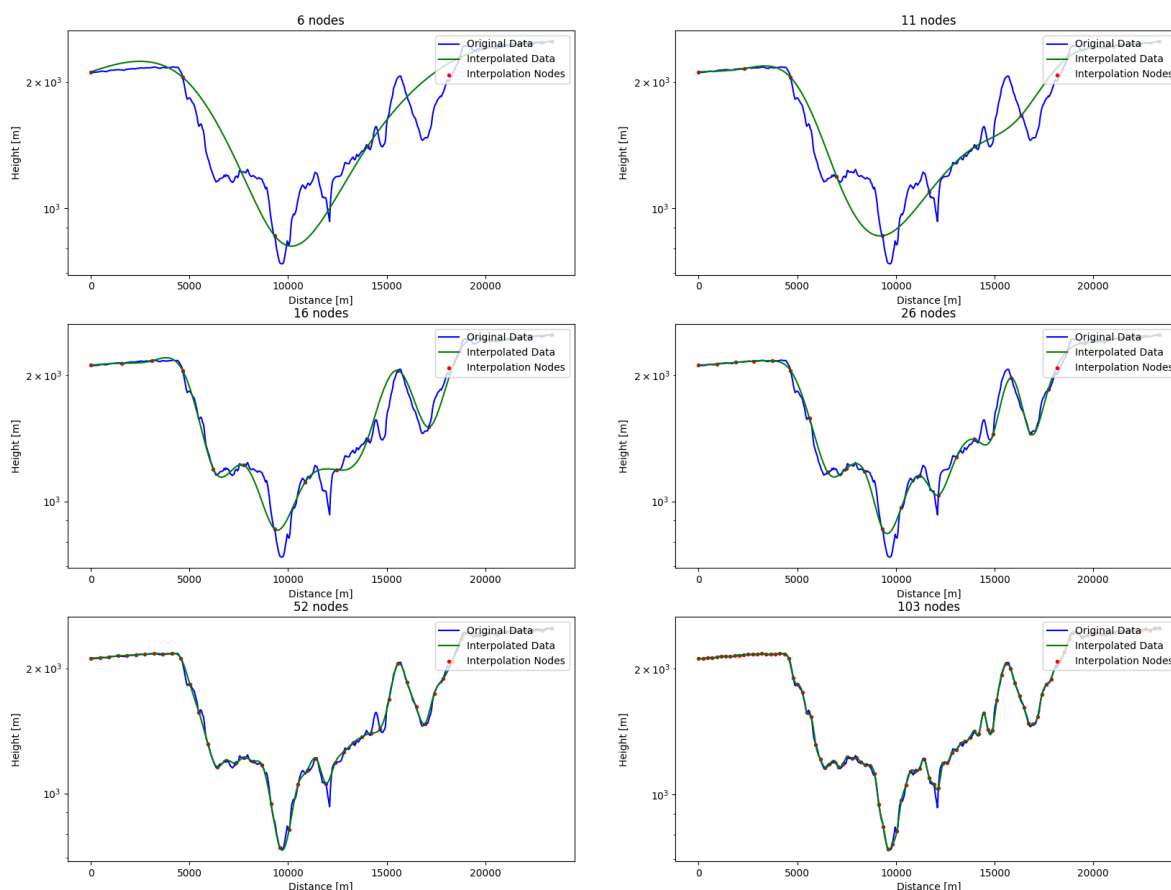 6 nodes
Height [m]
2 × 10³
10³
0 5000 10000 15000 20000
Distance [m]
Original Data
Interpolated Data
Interpolation Nodes
11 nodes
Height [m]
2 × 10³
10³
0 5000 10000 15000 20000
Distance [m]
Original Data
Interpolated Data
Interpolation Nodes
16 nodes
Height [m]
2 × 10³
10³
0 5000 10000 15000 20000
Distance [m]
Original Data
Interpolated Data
Interpolation Nodes
26 nodes
Height [m]
2 × 10³
10³
0 5000 10000 15000 20000
Distance [m]
Original Data
Interpolated Data
Interpolation Nodes
52 nodes
Height [m]
2 × 10³
10³
0 5000 10000 15000 20000
Distance [m]
Original Data
Interpolated Data
Interpolation Nodes
103 nodes
Height [m]
2 × 10³
10³
0 5000 10000 15000 20000
Distance [m]
Original Data
Interpolated Data
Interpolation Nodes